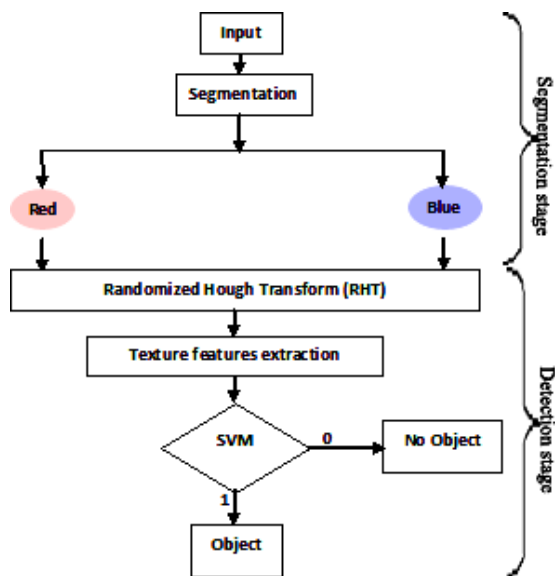 Input
Segmentation
Red
Blue
Segmentation stage
Randomized Hough Transform (RHT)
Texture features extraction
SVM
0
No Object
1
Object
Detection stage